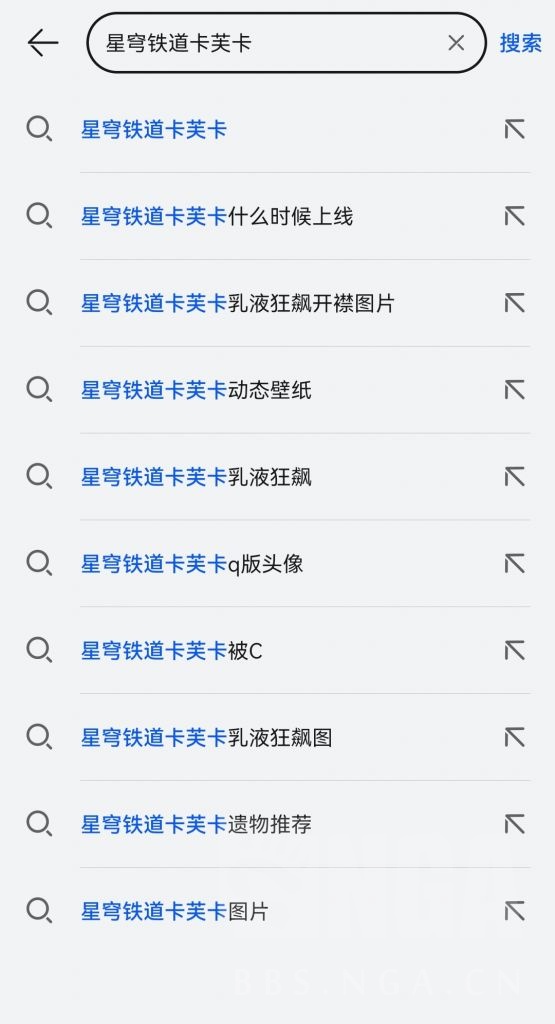 星穹铁道卡芙卡 搜索
星穹铁道卡芙卡
星穹铁道卡芙卡什么时候上线
星穹铁道卡芙卡乳液狂飙开襟图片
星穹铁道卡芙卡动态壁纸
星穹铁道卡芙卡乳液狂飙
星穹铁道卡芙卡q版头像
星穹铁道卡芙卡被C
星穹铁道卡芙卡乳液狂飙图
星穹铁道卡芙卡遗物推荐
星穹铁道卡芙卡图片
BBS.NGA.CN